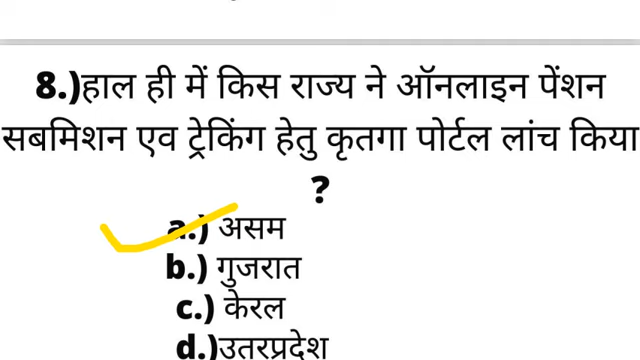 8.)हाल ही में किस राज्य ने ऑनलाइन पेंशन
सबमिशन एव ट्रेकिंग हेतु कृतगा पोर्टल लांच किया
?
a.) असम
b.) गुजरात
c.) केरल
d.)उतरप्रदेश